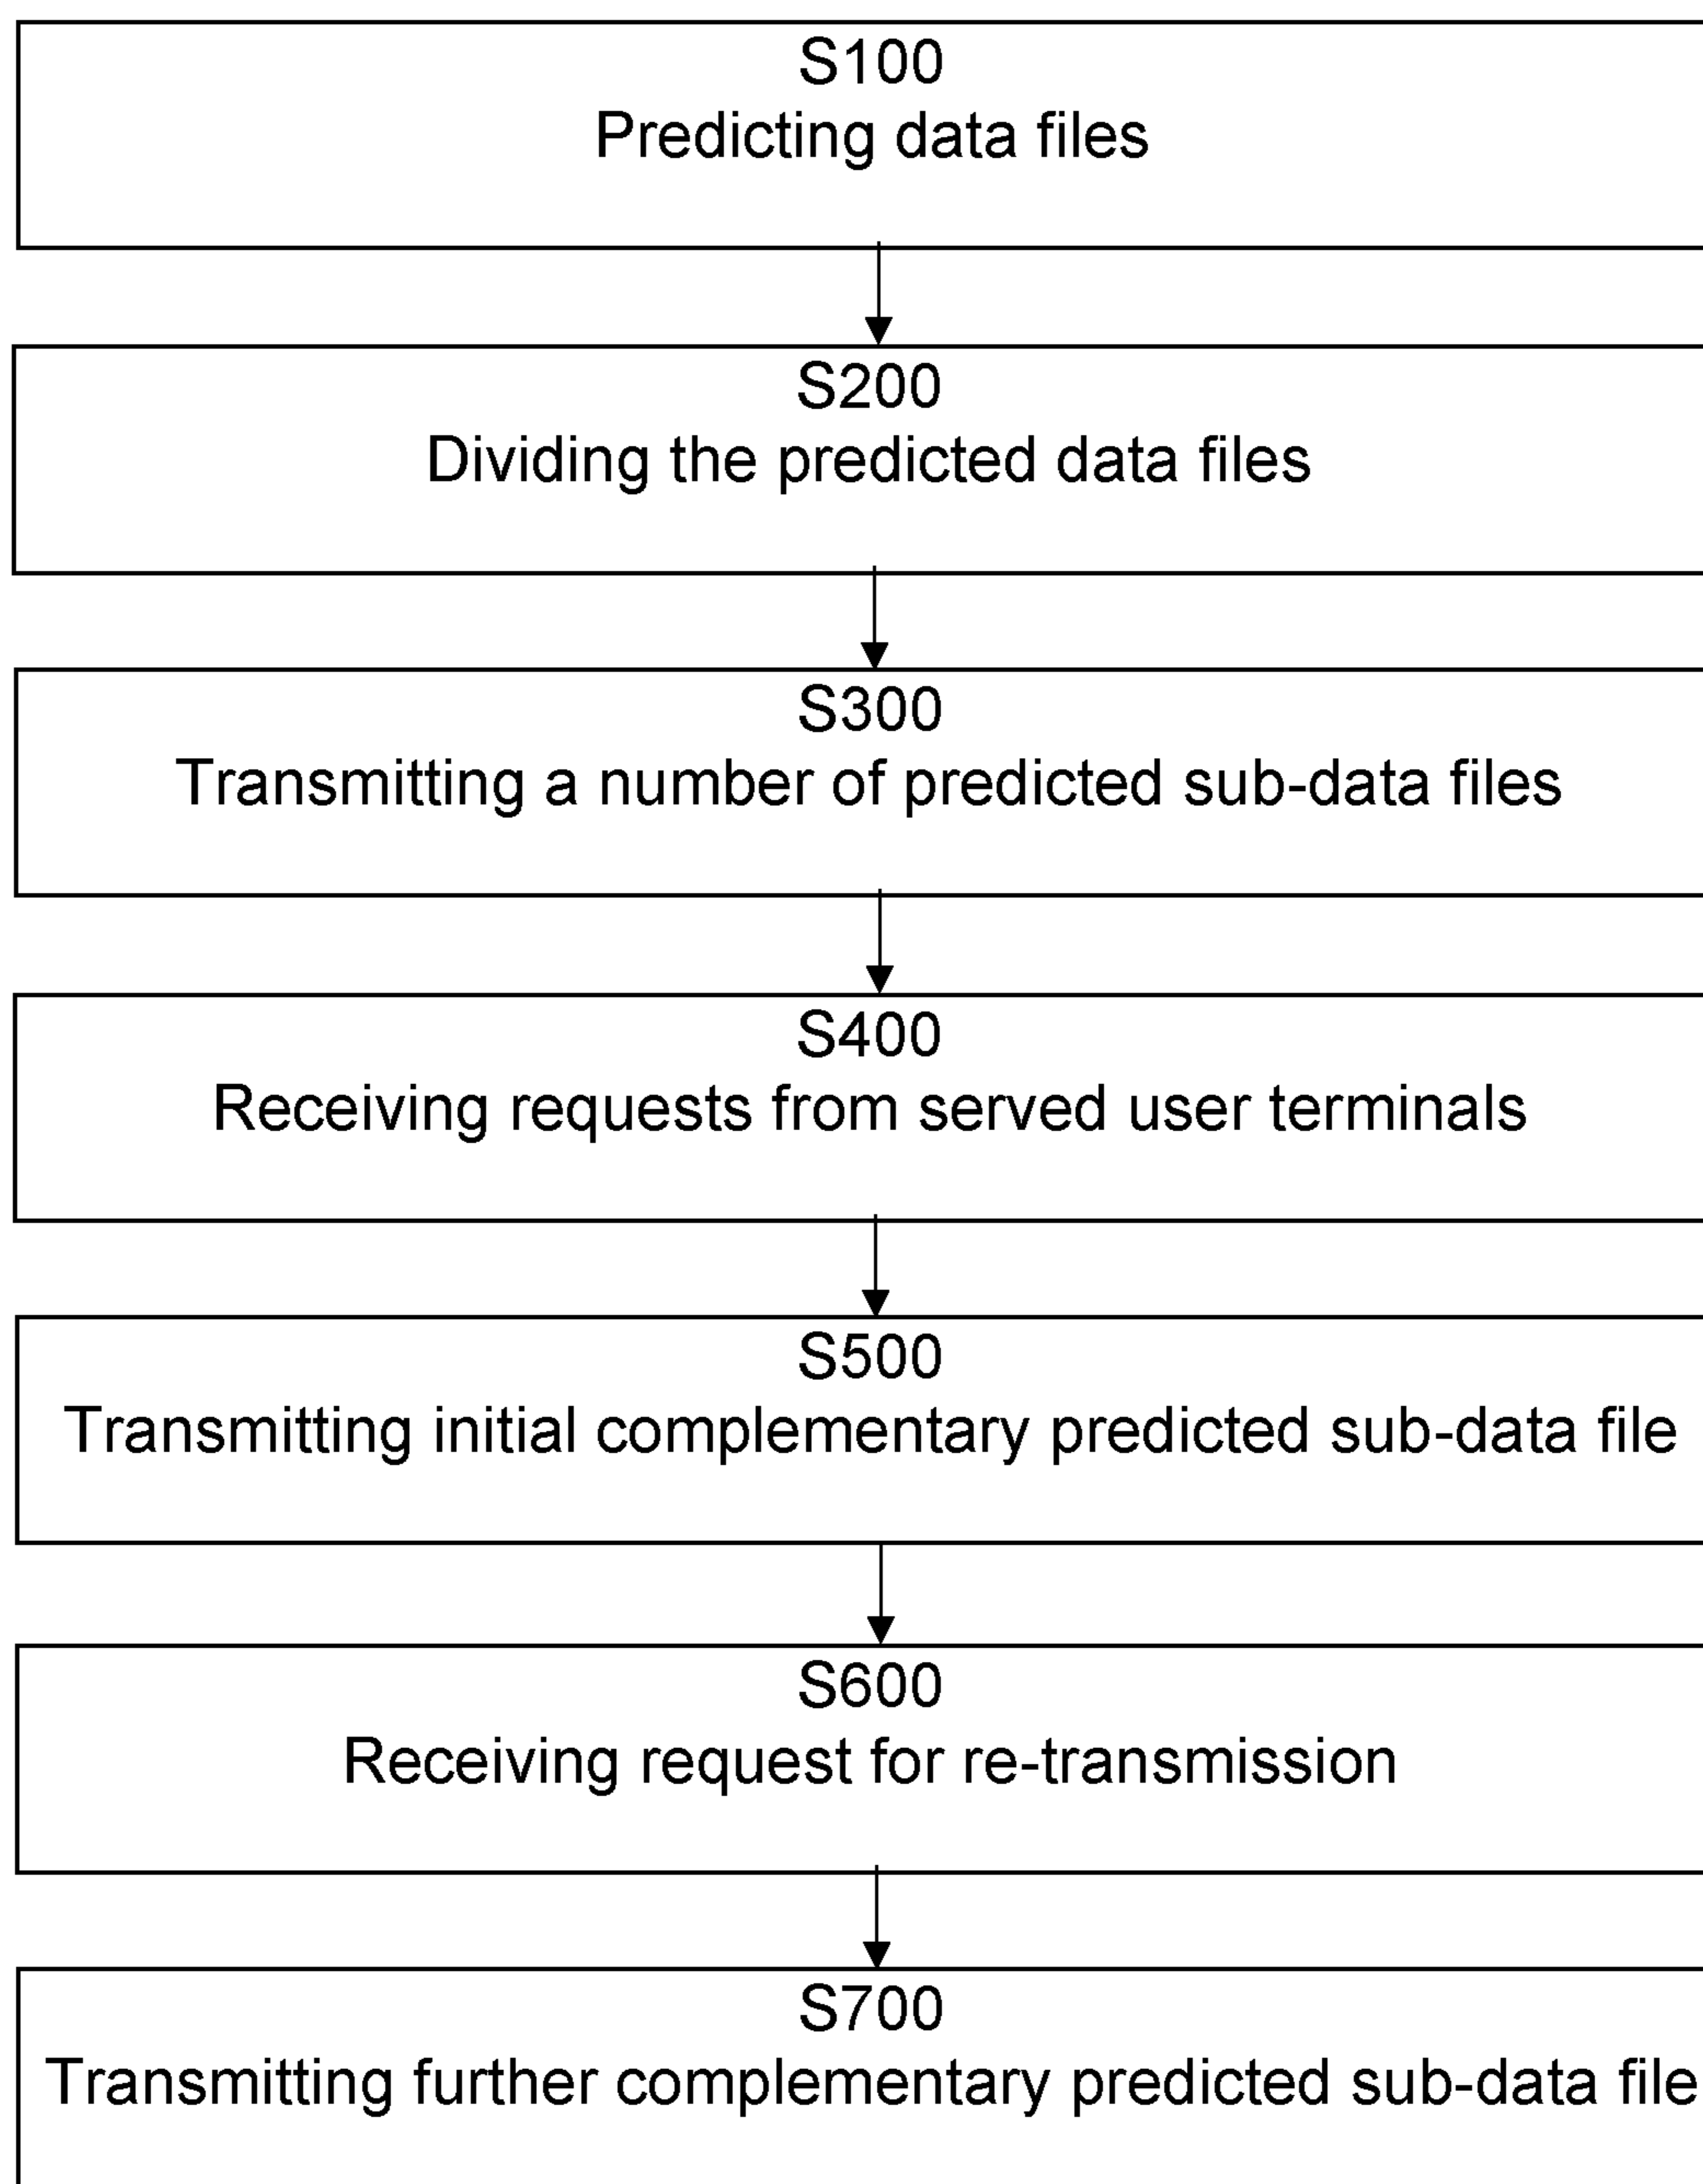 S100
Predicting data files
S200
Dividing the predicted data files
S300
Transmitting a number of predicted sub-data files
S400
Receiving requests from served user terminals
S500
Transmitting initial complementary predicted sub-data file
S600
Receiving request for re-transmission
S700
Transmitting further complementary predicted sub-data file